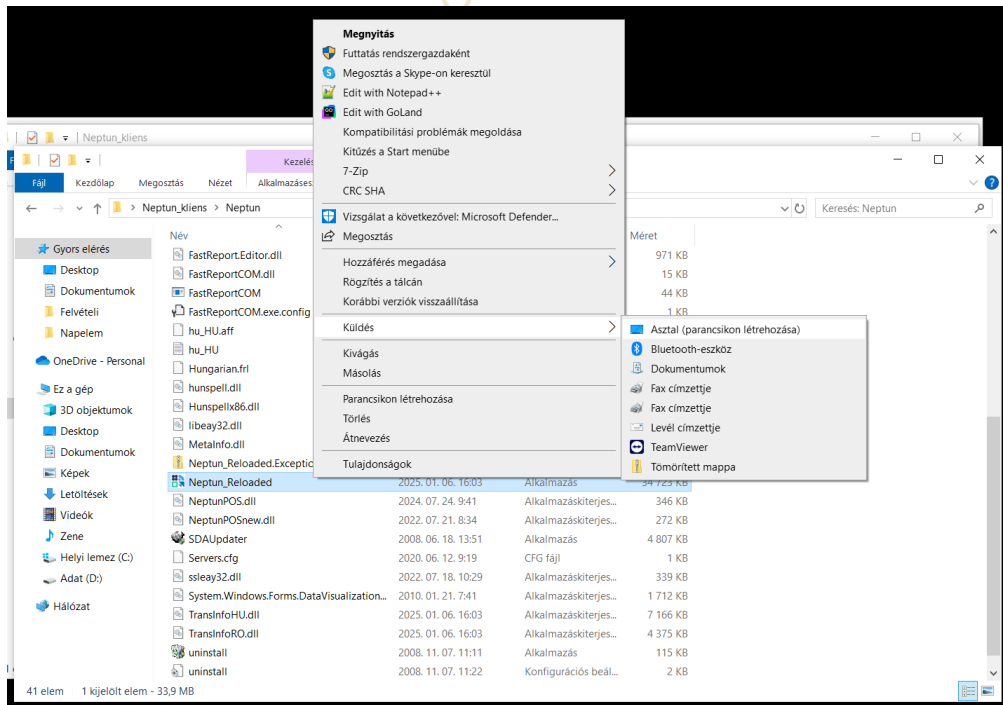 Megnyitás
Futtatás rendszergazdaként
Megosztás a Skype-on keresztül
Edit with Notepad++
Edit with GoLand
Kompatibilitási problémák megoldása
Kitűzés a Start menübe
7-Zip
CRC SHA
Vizsgálat a következővel: Microsoft Defender...
Megosztás
Hozzáférés megadása
Rögzítés a tálcán
Korábbi verziók visszaállítása
Küldés
Kivágás
Másolás
Parancsikon létrehozása
Törlés
Átnevezés
Tulajdonságok
Asztal (parancsikon létrehozása)
Bluetooth-eszköz
Dokumentumok
Fax címzettje
Fax címzettje
Levél címzettje
TeamViewer
Tömörített mappa
Neptun_kliens
Kezelés
Fájl Kezdőlap Megosztás Nézet Alkalmazáses
Neptun_kliens > Neptun
Keresés: Neptun
Gyors elérés
Desktop
Dokumentumok
Felvételi
Napelem
OneDrive - Personal
Ez a gép
3D objektumok
Desktop
Dokumentumok
Képek
Letöltések
Videók
Zene
Helyi lemez (C:)
Adat (D:)
Hálózat
Név Méret
FastReport.Editor.dll 971 KB
FastReportCOM.dll 15 KB
FastReportCOM 44 KB
FastReportCOM.exe.config 1 KB
hu_HU.aff
hu_HU
Hungarian.frl
hunspell.dll
Hunspellx86.dll
libeay32.dll
MetaInfo.dll
Neptun_Reloaded.Exceptio
Neptun_Reloaded 2025. 01. 06. 16:03 Alkalmazás 34 723 KB
NeptunPOS.dll 2024. 07. 24. 9:41 Alkalmazáskiterjes... 346 KB
NeptunPOSnew.dll 2022. 07. 21. 8:34 Alkalmazáskiterjes... 272 KB
SDAUpdater 2008. 06. 18. 13:51 Alkalmazás 4 807 KB
Servers.cfg 2020. 06. 12. 9:19 CFG fájl 1 KB
ssleay32.dll 2022. 07. 18. 10:29 Alkalmazáskiterjes... 339 KB
System.Windows.Forms.DataVisualization... 2010. 01. 21. 7:41 Alkalmazáskiterjes... 1 712 KB
TransInfoHU.dll 2025. 01. 06. 16:03 Alkalmazáskiterjes... 7 166 KB
TransInfoRO.dll 2025. 01. 06. 16:03 Alkalmazáskiterjes... 4 375 KB
uninstall 2008. 11. 07. 11:11 Alkalmazás 115 KB
uninstall 2008. 11. 07. 11:22 Konfigurációs beál... 2 KB
41 elem 1 kijelölt elem - 33,9 MB